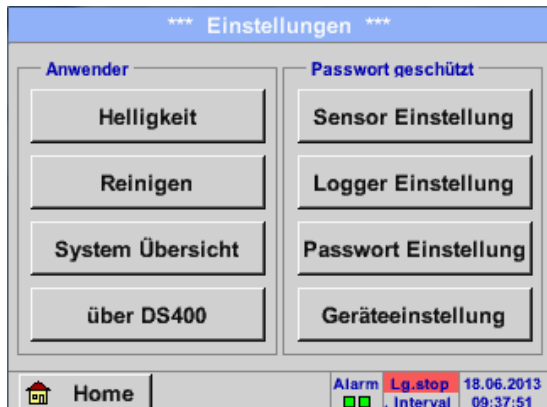 *** Einstellungen ***
Anwender
Helligkeit
Reinigen
System Übersicht
über DS400
Passwort geschützt
Sensor Einstellung
Logger Einstellung
Passwort Einstellung
Geräteeinstellung
Home
Alarm
Lg.stop
. Interval
18.06.2013
09:37:51